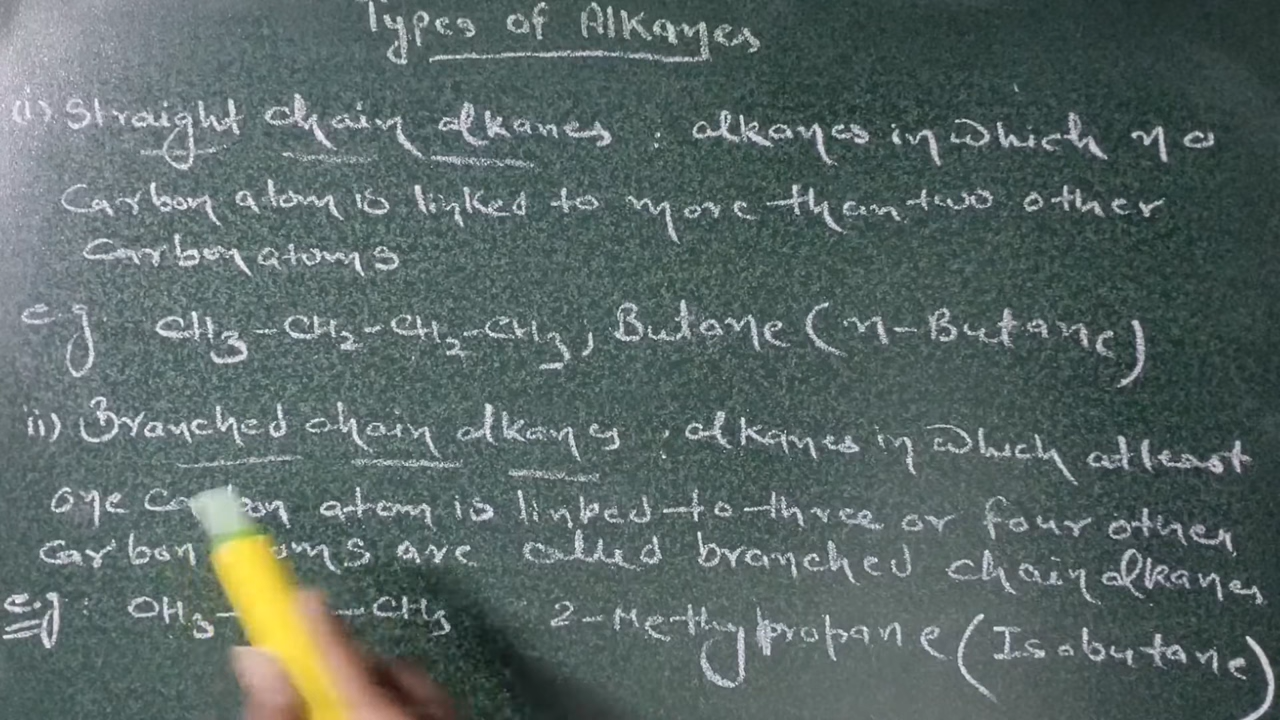 Types of Alkanes
(i) Straight chain alkanes : alkanes in which no
Carbon atom is linked to more than two other
Carbon atoms
e.g CH3-CH2-CH2-CH3, Butane (n-Butane)
ii) Branched chain alkanes : alkanes in which atleast
one carbon atom is linked to three or four other
Carbon atoms are called branched chain alkanes
e.g: CH3- -CH3 2-Methylpropane (Isobutane)